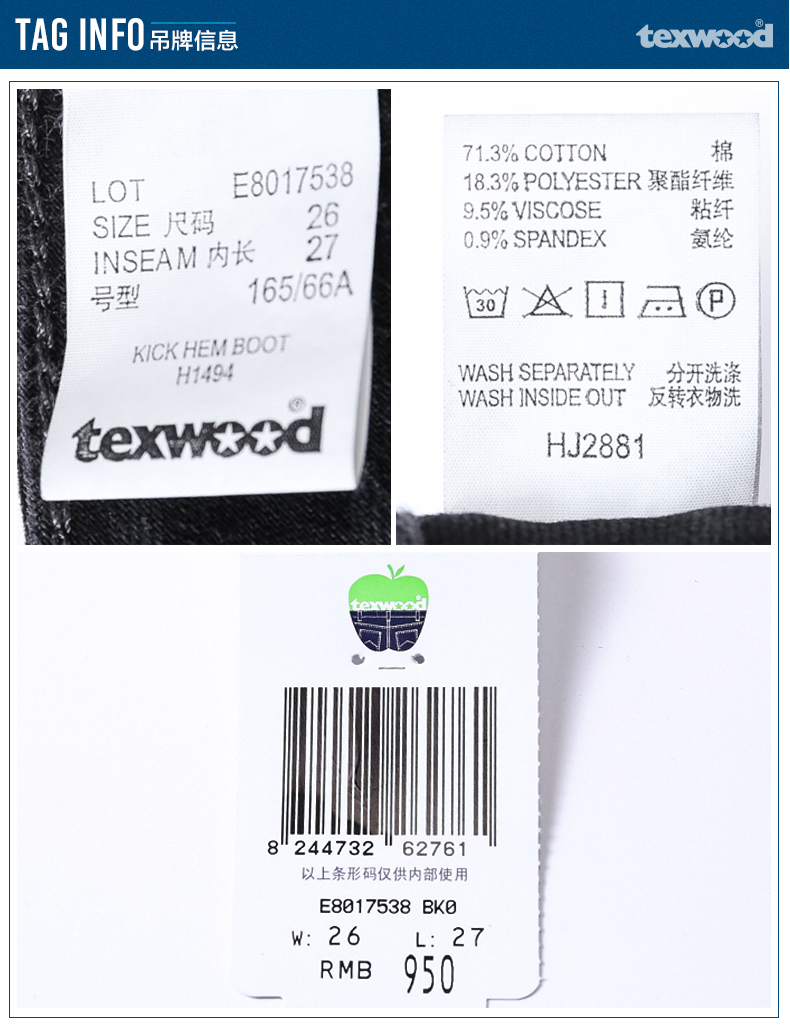 TAG INFO 吊牌信息
texwood®
LOT E8017538
SIZE 尺码 26
INSEAM 内长 27
号型 165/66A
KICK HEM BOOT
H1494
texwood®
71.3% COTTON 棉
18.3% POLYESTER 聚酯纤维
9.5% VISCOSE 粘纤
0.9% SPANDEX 氨纶
30 P
WASH SEPARATELY 分开洗涤
WASH INSIDE OUT 反转衣物洗
HJ2881
texwood
8 244732 62761
以上条形码仅供内部使用
E8017538 BK0
W: 26 L: 27
RMB 950